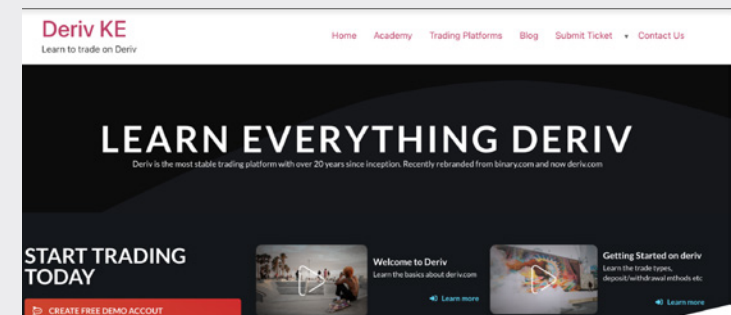 Deriv KE
Learn to trade on Deriv
Home Academy Trading Platforms Blog Submit Ticket ▾ Contact Us
LEARN EVERYTHING DERIV
Deriv is the most stable trading platform with over 20 years since inception. Recently rebranded from binary.com and now deriv.com
START TRADING
TODAY
CREATE FREE DEMO ACCOUT
Welcome to Deriv
Learn the basics about deriv.com
Learn more
Getting Started on deriv
Learn the trade types,
deposit/withdrawal mthods etc
Learn more